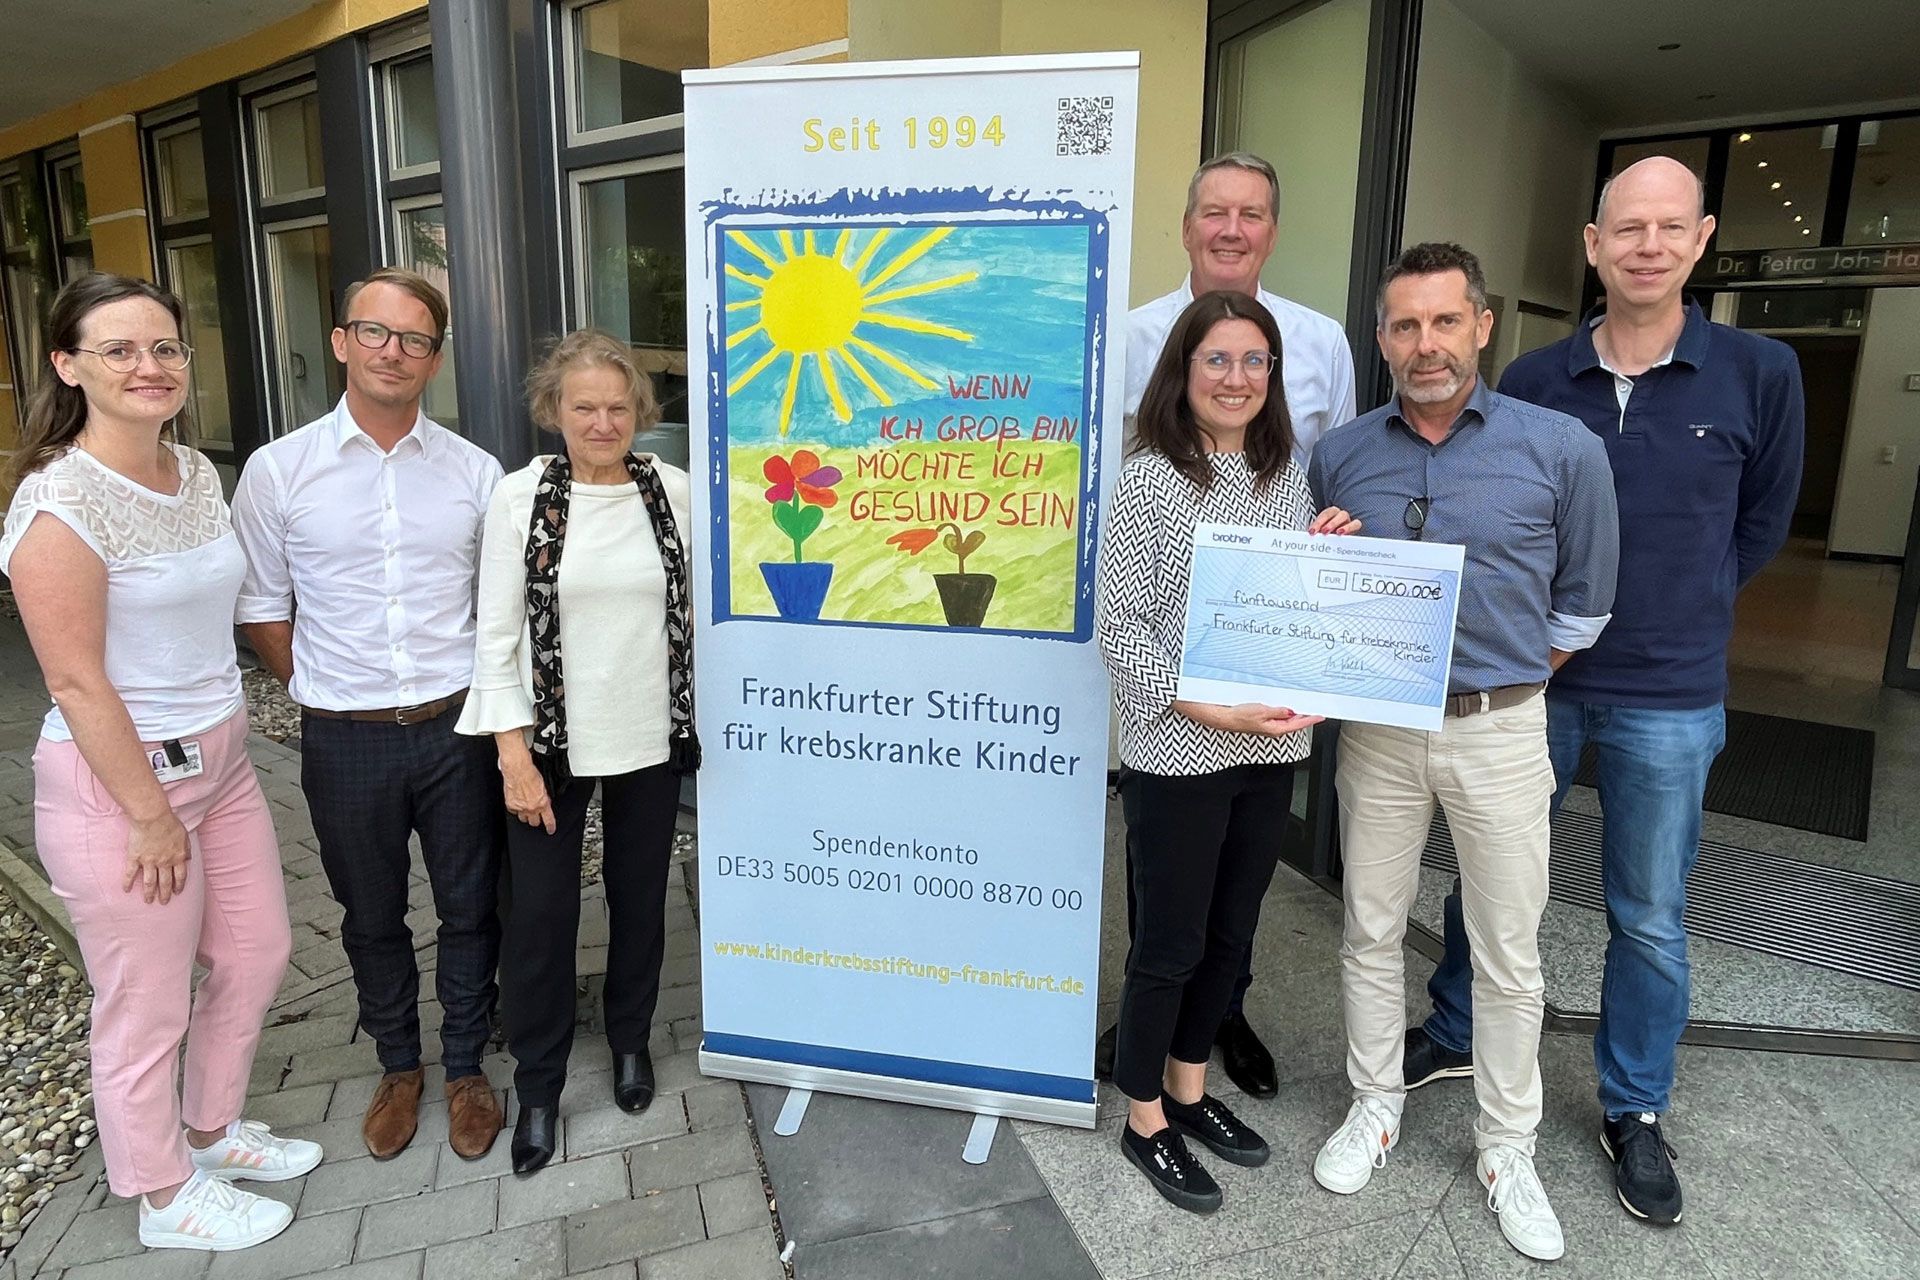 Seit 1994
WENN
ICH GROß BIN
MÖCHTE ICH
GESUND SEIN
Frankfurter Stiftung
für krebskranke Kinder
Spendenkonto
DE33 5005 0201 0000 8870 00
www.kinderkrebsstiftung-frankfurt.de
brother At your side - Spendenscheck
EUR 5.000,00€
fünftausend
Frankfurter Stiftung für krebskranke
Kinder
Dr. Petra Joh-Ha
GANT